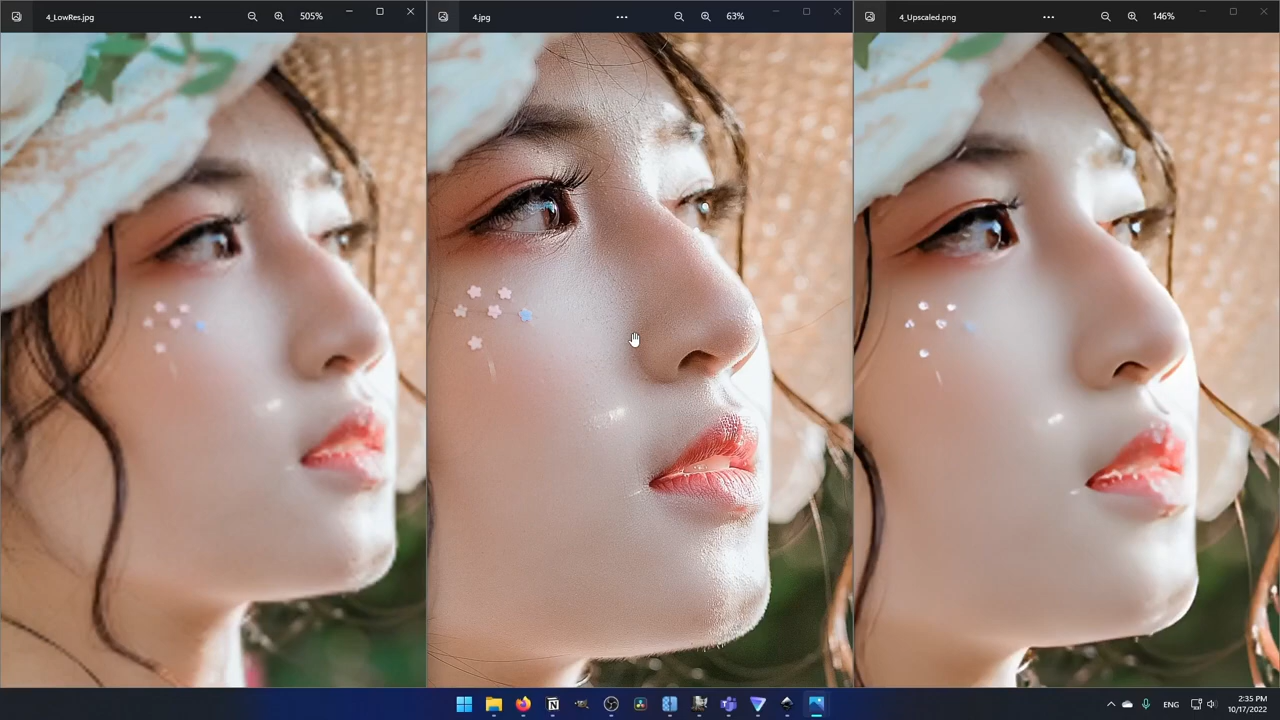 4_LowRes.jpg
505%
4.jpg
63%
4_Upscaled.png
146%
ENG
2:35 PM
10/17/2022